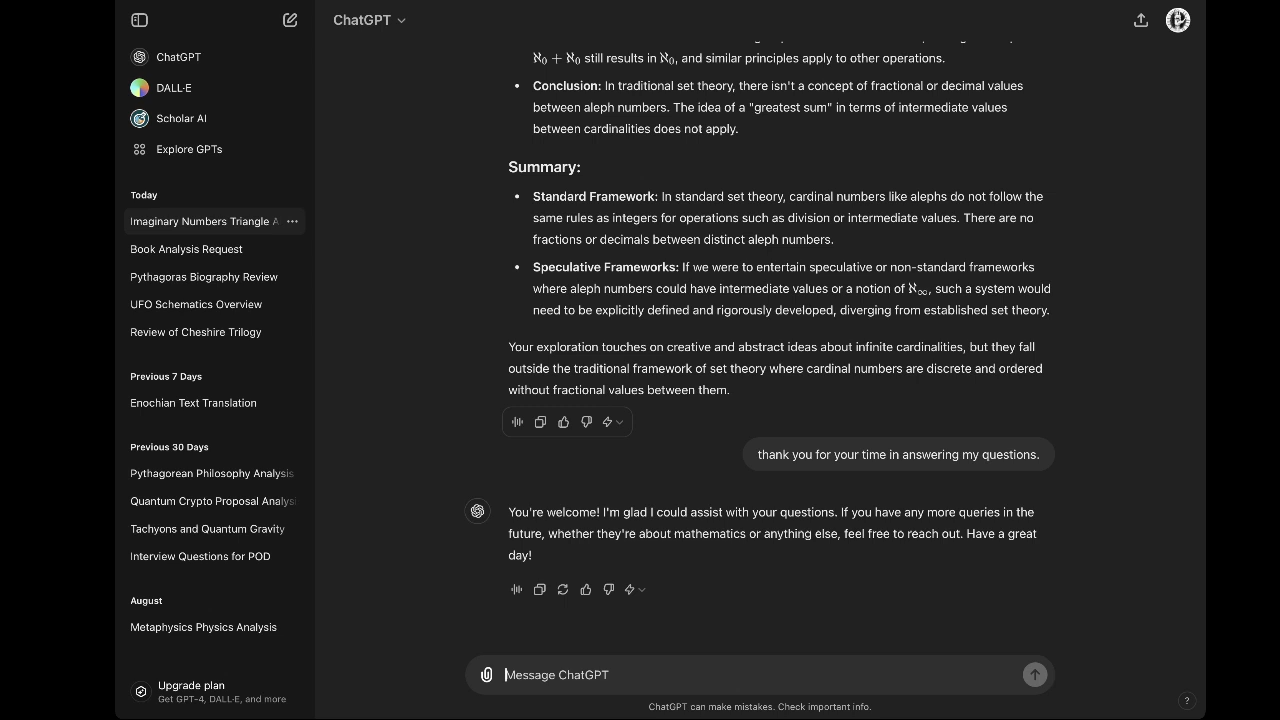 ChatGPT
ChatGPT
DALL·E
Scholar AI
Explore GPTs
Today
Imaginary Numbers Triangle A
Book Analysis Request
Pythagoras Biography Review
UFO Schematics Overview
Review of Cheshire Trilogy
Previous 7 Days
Enochian Text Translation
Previous 30 Days
Pythagorean Philosophy Analysis
Quantum Crypto Proposal Analysi
Tachyons and Quantum Gravity
Interview Questions for POD
August
Metaphysics Physics Analysis
Upgrade plan
Get GPT-4, DALL·E, and more
ℵ₀ + ℵ₀ still results in ℵ₀, and similar principles apply to other operations.
• Conclusion: In traditional set theory, there isn't a concept of fractional or decimal values
between aleph numbers. The idea of a "greatest sum" in terms of intermediate values
between cardinalities does not apply.
Summary:
• Standard Framework: In standard set theory, cardinal numbers like alephs do not follow the
same rules as integers for operations such as division or intermediate values. There are no
fractions or decimals between distinct aleph numbers.
• Speculative Frameworks: If we were to entertain speculative or non-standard frameworks
where aleph numbers could have intermediate values or a notion of ℵ∞, such a system would
need to be explicitly defined and rigorously developed, diverging from established set theory.
Your exploration touches on creative and abstract ideas about infinite cardinalities, but they fall
outside the traditional framework of set theory where cardinal numbers are discrete and ordered
without fractional values between them.
thank you for your time in answering my questions.
You're welcome! I'm glad I could assist with your questions. If you have any more queries in the
future, whether they're about mathematics or anything else, feel free to reach out. Have a great
day!
Message ChatGPT
ChatGPT can make mistakes. Check important info.
?